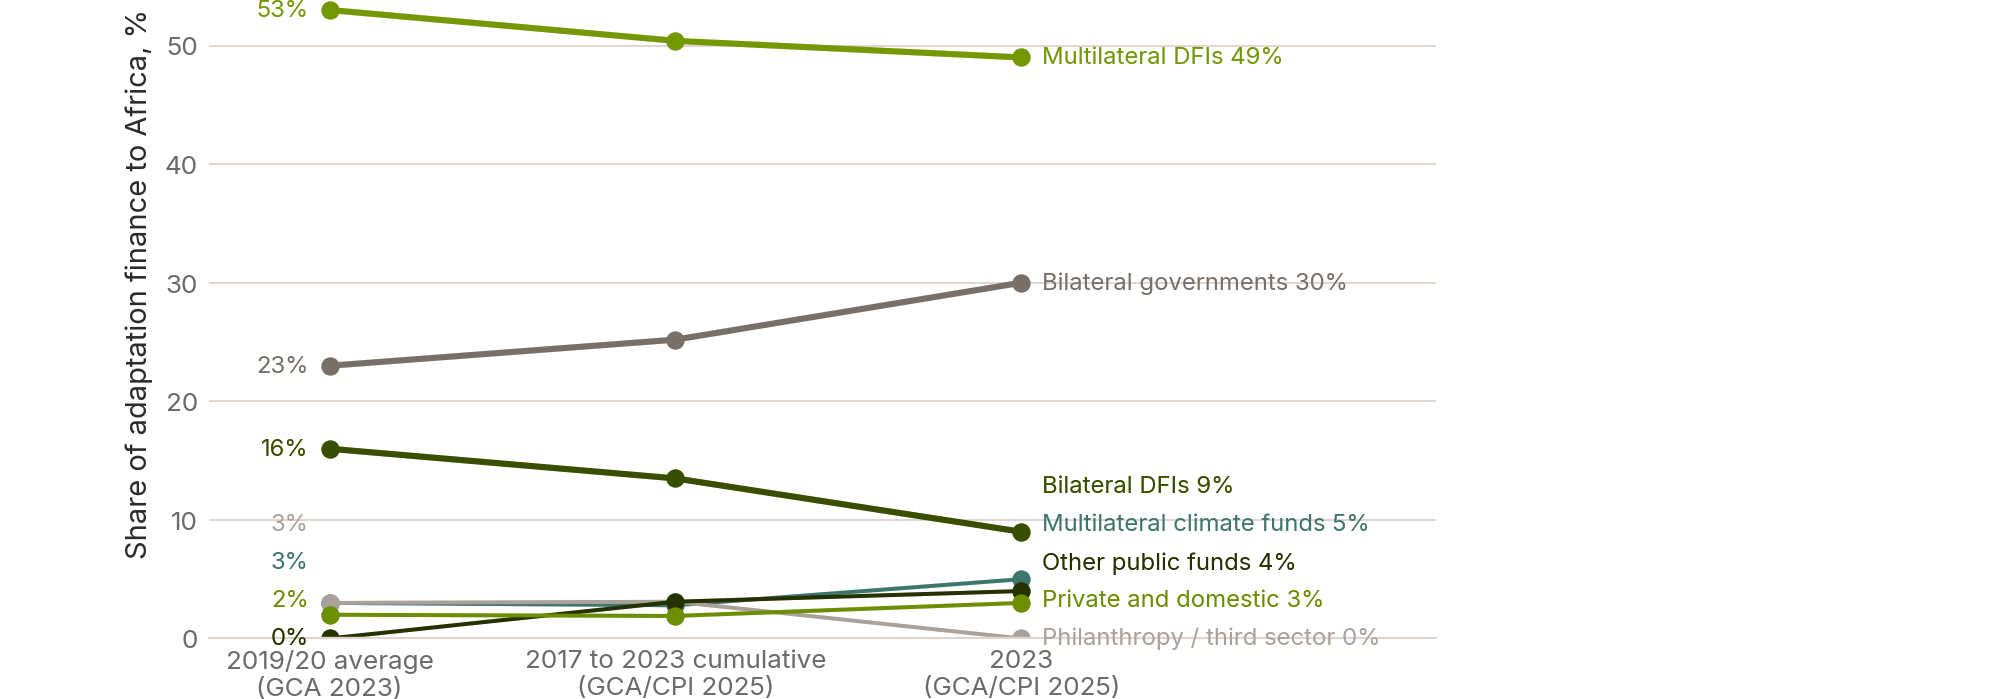 Share of adaptation finance to Africa, %
53%
50
Multilateral DFIs 49%
40
30
Bilateral governments 30%
23%
20
16%
Bilateral DFIs 9%
10
3%
Multilateral climate funds 5%
3%
Other public funds 4%
2%
Private and domestic 3%
0
0%
Philanthropy / third sector 0%
2019/20 average
(GCA 2023)
2017 to 2023 cumulative
(GCA/CPI 2025)
2023
(GCA/CPI 2025)